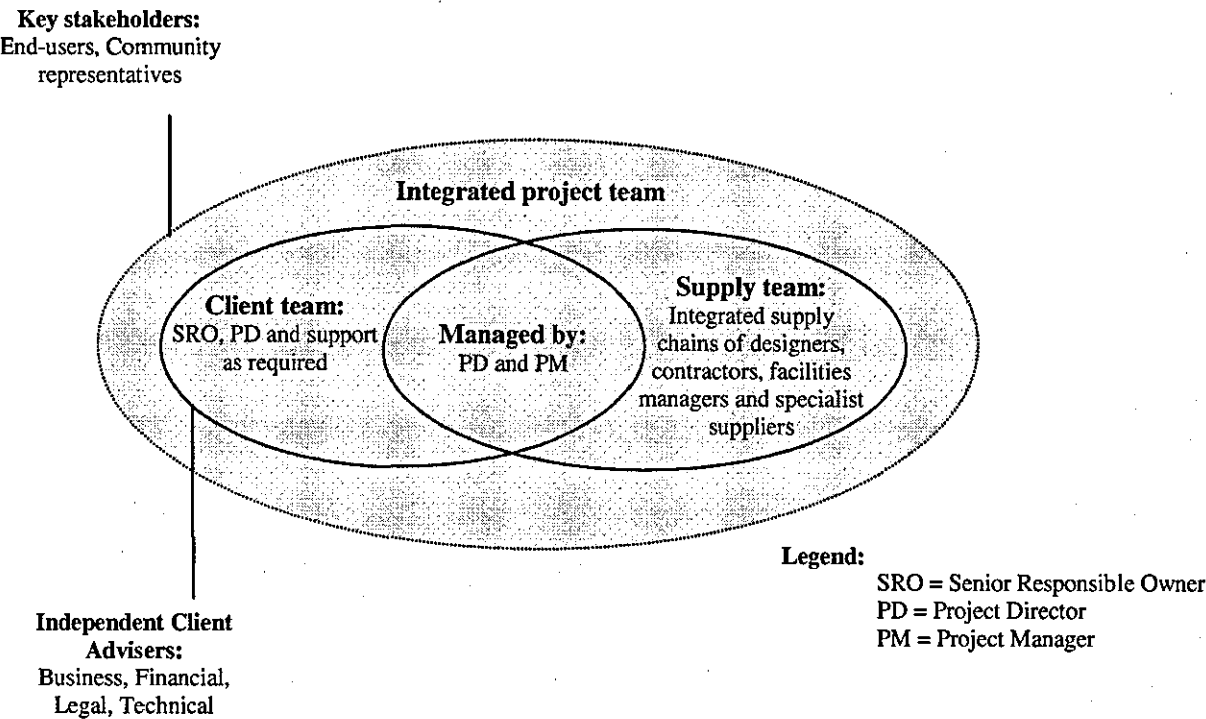 Key stakeholders:
End-users, Community
representatives
Integrated project team
Client team:
SRO, PD and support
as required
Managed by:
PD and PM
Supply team:
Integrated supply
chains of designers,
contractors, facilities
managers and specialist
suppliers
Independent Client
Advisers:
Business, Financial,
Legal, Technical
Legend:
SRO = Senior Responsible Owner
PD = Project Director
PM = Project Manager